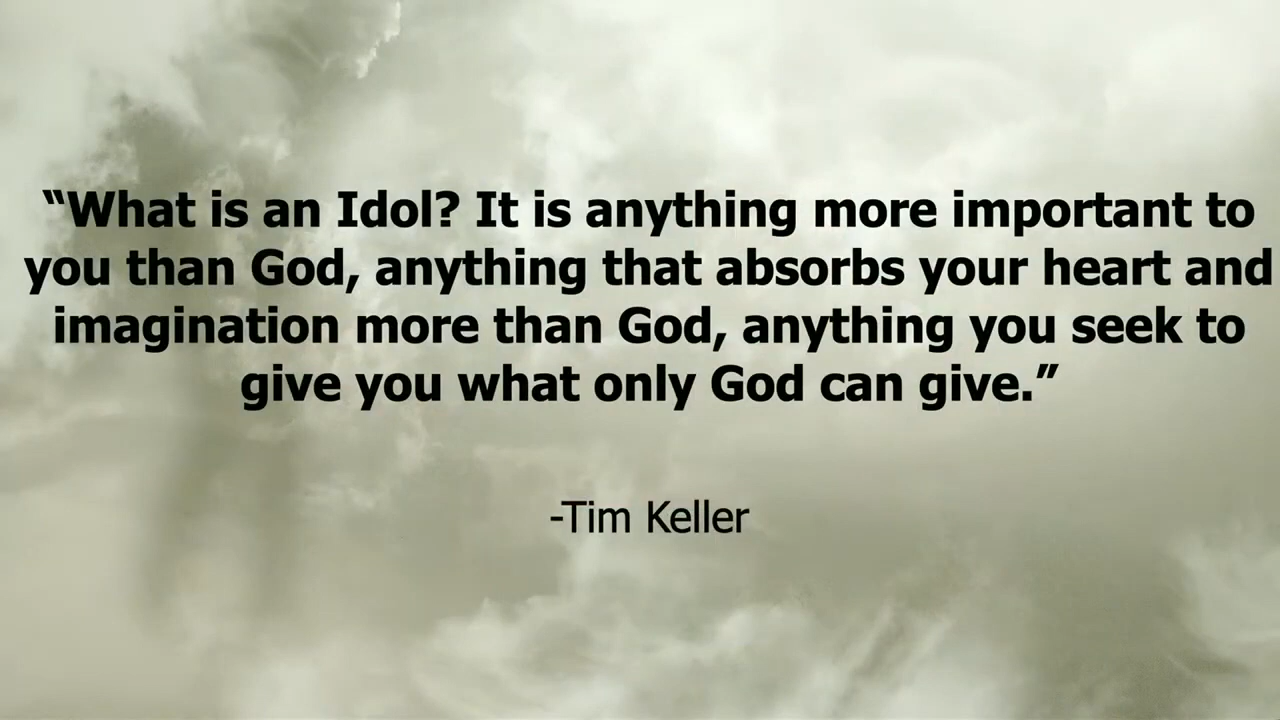 “What is an Idol? It is anything more important to
you than God, anything that absorbs your heart and
imagination more than God, anything you seek to
give you what only God can give.”
-Tim Keller